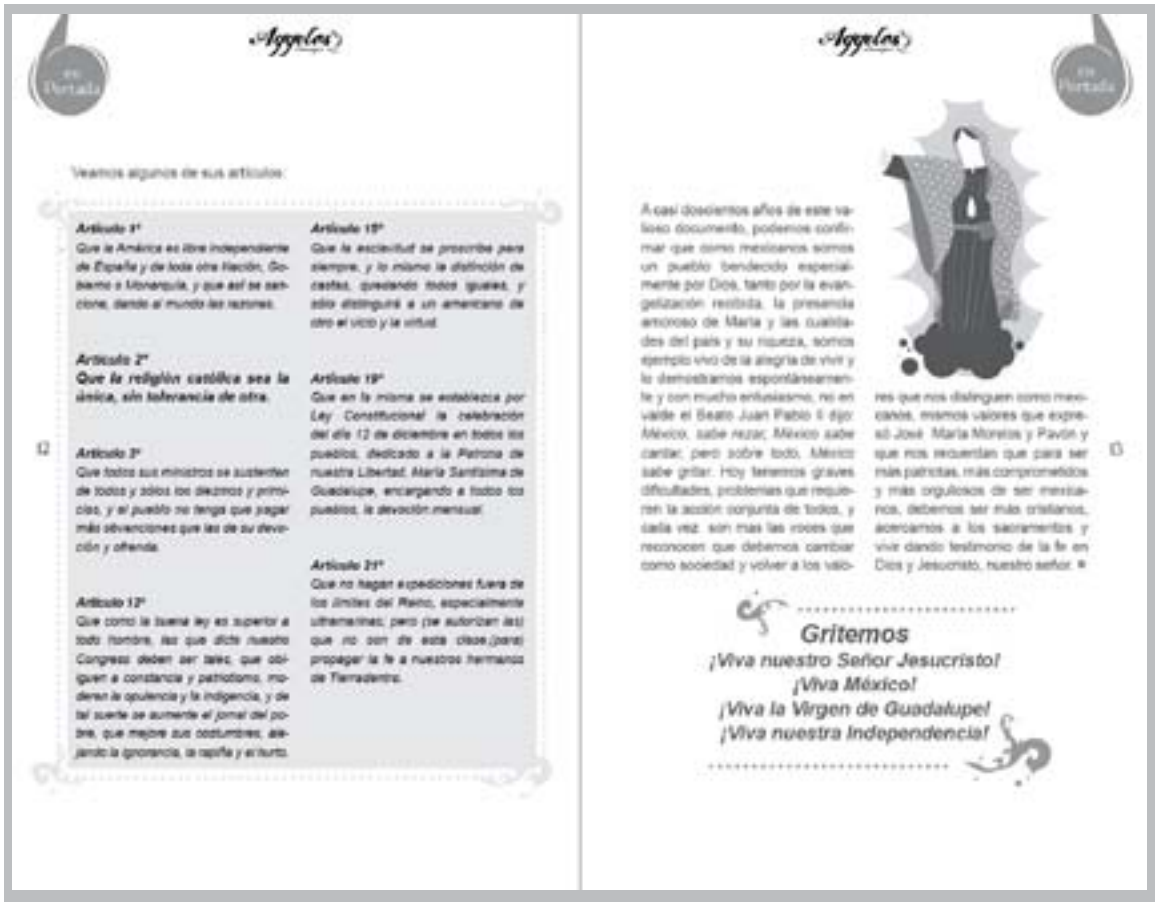 Aggelos
en
Portada
Veamos algunos de sus artículos:
Artículo 1º
Que la América es libre independiente
de España y de toda otra Nación, Go-
bierno o Monarquía, y que así se san-
cione, dando al mundo las razones.
Artículo 2º
Que la religión católica sea la
única, sin tolerancia de otra.
Artículo 3º
Que todos sus ministros se sustenten
de todos y sólos los diezmos y primi-
cias, y el pueblo no tenga que pagar
más obvenciones que las de su devo-
ción y ofrenda.
Artículo 12º
Que como la buena ley es superior a
todo hombre, las que dicte nuestro
Congreso deben ser tales, que obli-
guen a constancia y patriotismo, mo-
deren la opulencia y la indigencia, y de
tal suerte se aumente el jornal del po-
bre, que mejore sus costumbres, ale-
jando la ignorancia, la rapiña y el hurto.
Artículo 15º
Que la esclavitud se proscriba para
siempre, y lo mismo la distinción de
castas, quedando todos iguales, y
sólo distinguirá a un americano de
otro el vicio y la virtud.
Artículo 19º
Que en la misma se establezca por
Ley Constitucional la celebración
del día 12 de diciembre en todos los
pueblos, dedicado a la Patrona de
nuestra Libertad, María Santísima de
Guadalupe, encargando a todos los
pueblos, la devoción mensual.
Artículo 21º
Que no hagan expediciones fuera de
los límites del Reino, especialmente
ultramarinas; pero (se autorizan las)
que no son de esta clase,(para)
propagar la fe a nuestros hermanos
de Tierradentro.
12
Aggelos
en
Portada
A casi doscientos años de este va-
lioso documento, podemos confir-
mar que como mexicanos somos
un pueblo bendecido especial-
mente por Dios, tanto por la evan-
gelización recibida, la presencia
amorosa de María y las cualida-
des del país y su riqueza, somos
ejemplo vivo de la alegría de vivir y
lo demostramos espontáneamen-
te y con mucho entusiasmo, no en
valde el Beato Juan Pablo II dijo:
México, sabe rezar, México sabe
cantar, pero sobre todo, México
sabe gritar. Hoy tenemos graves
dificultades, problemas que requie-
ren la acción conjunta de todos, y
cada vez son mas las voces que
reconocen que debemos cambiar
como sociedad y volver a los valo-
res que nos distinguen como mexi-
canos, mismos valores que expre-
só José María Morelos y Pavón y
que nos recuerdan que para ser
más patriotas, más comprometidos
y más orgullosos de ser mexica-
nos, debemos ser más cristianos,
acercarnos a los sacramentos y
vivir dando testimonio de la fe en
Dios y Jesucristo, nuestro señor.
13
Gritemos
¡Viva nuestro Señor Jesucristo!
¡Viva México!
¡Viva la Virgen de Guadalupe!
¡Viva nuestra Independencia!